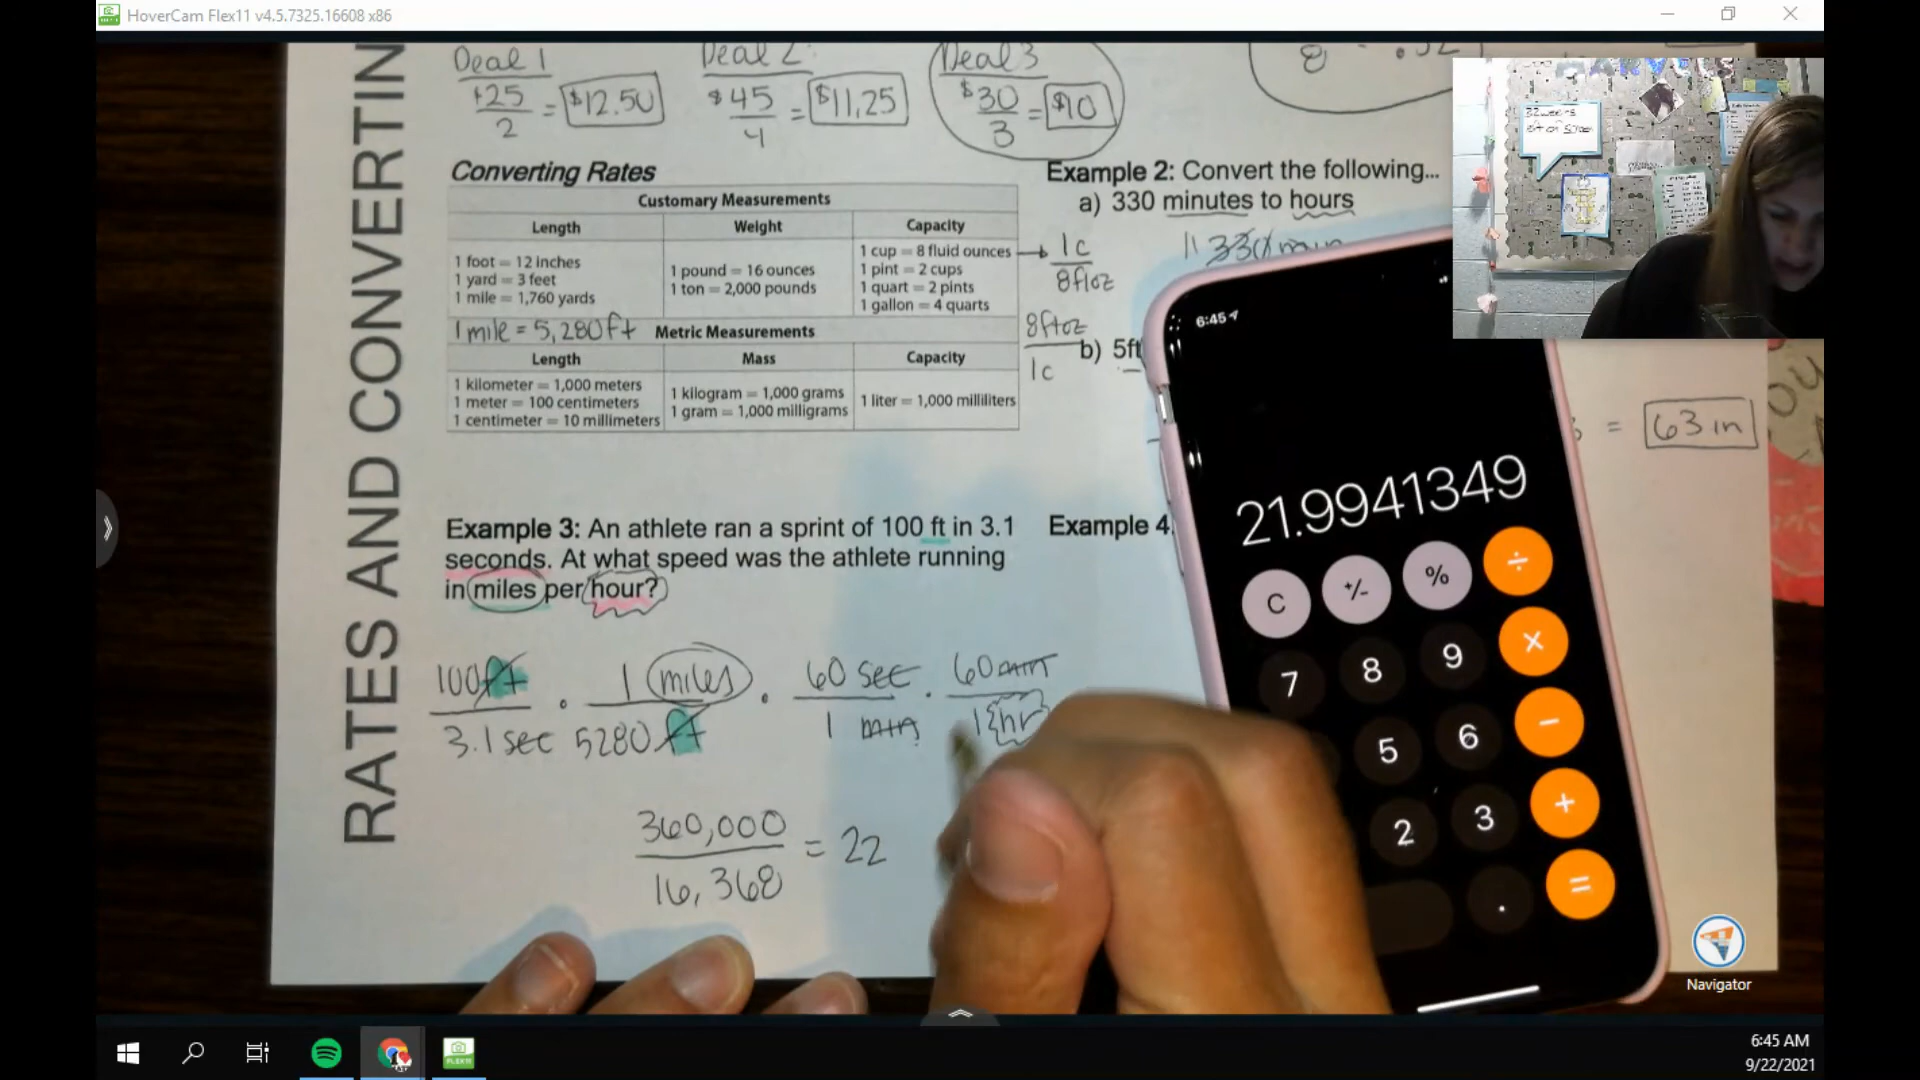 HoverCam Flex11 v4.5.7325.16608 x86
RATES AND CONVERTIN
Deal 1
$25
2
= $12.50
Deal 2
$45
4
= $11,25
Deal 3
$30
3
= $10
8
Converting Rates
Customary Measurements
Length
Weight
Capacity
1 foot = 12 inches
1 yard = 3 feet
1 mile = 1,760 yards
1 pound = 16 ounces
1 ton = 2,000 pounds
1 cup = 8 fluid ounces
1 pint = 2 cups
1 quart = 2 pints
1 gallon = 4 quarts
1 mile = 5,280ft
Metric Measurements
Length
Mass
Capacity
1 kilometer = 1,000 meters
1 meter = 100 centimeters
1 centimeter = 10 millimeters
1 kilogram = 1,000 grams
1 gram = 1,000 milligrams
1 liter = 1,000 milliliters
1c
8floz
8ftoz
1c
Example 2: Convert the following...
a) 330 minutes to hours
330 min
b) 5ft
= 63 in
Example 3: An athlete ran a sprint of 100 ft in 3.1
seconds. At what speed was the athlete running
in miles per hour?
Example 4
100ft
3.1 sec
·
1 miles
5280 ft
·
60 sec
1 min
·
60 min
1 hr
360,000
16,368
= 22
6:45
21.9941349
C +/- % ÷
7 8 9 ×
5 6 −
2 3 +
. =
Navigator
FLEX11
6:45 AM
9/22/2021